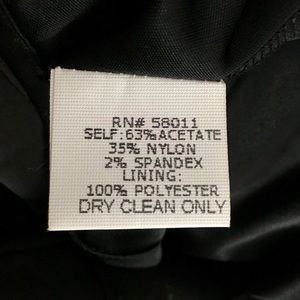 RN# 58011
SELF:63%ACETATE
35% NYLON
2% SPANDEX
LINING:
100% POLYESTER
DRY CLEAN ONLY